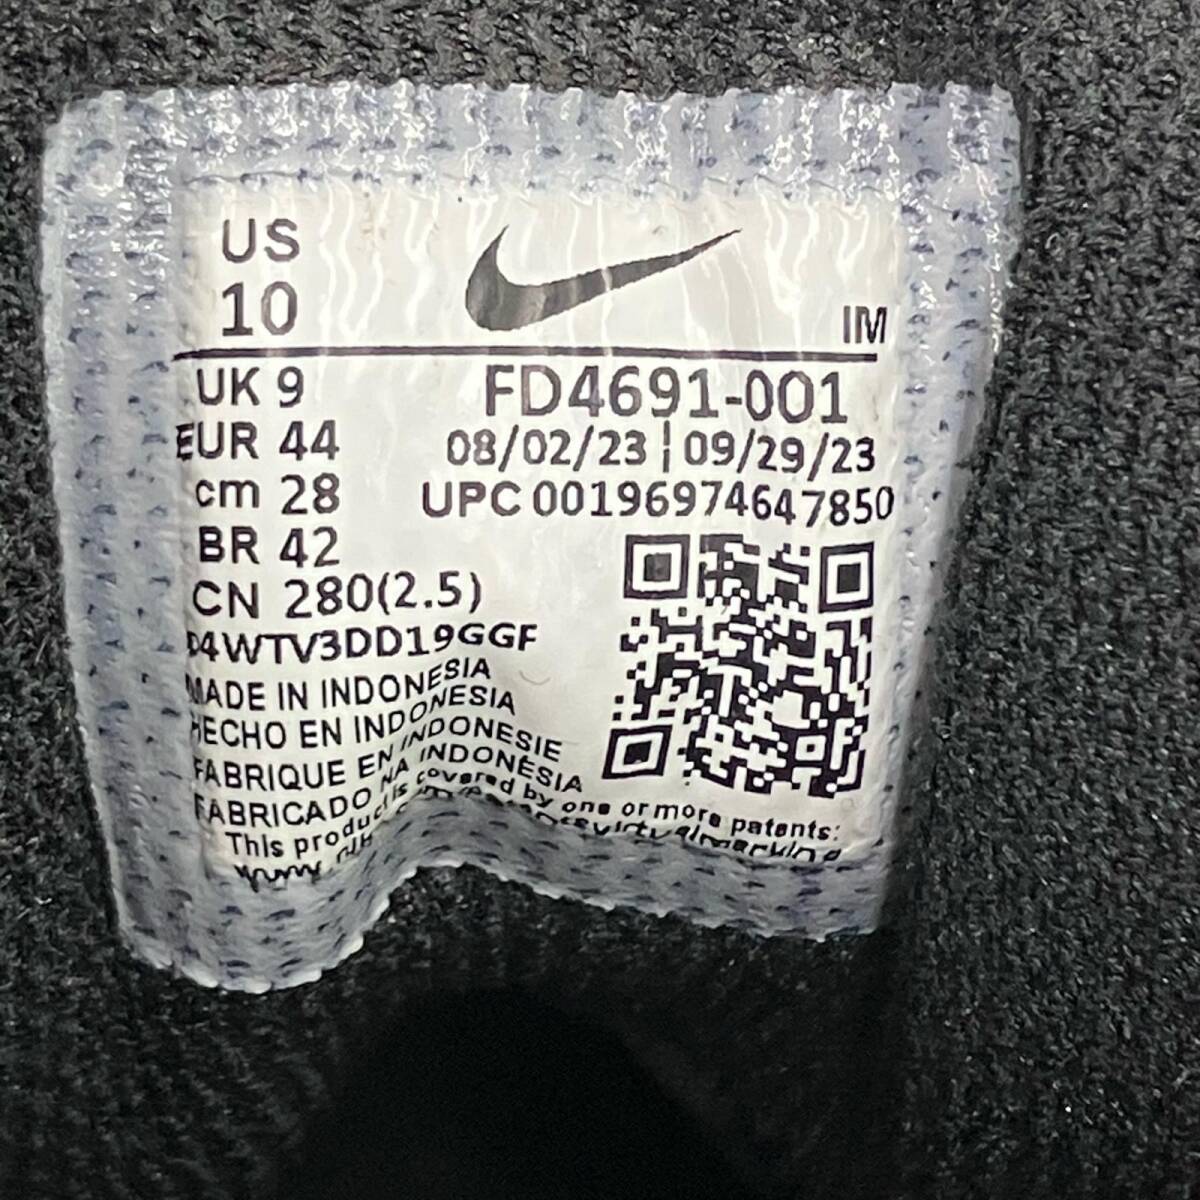 US
10
IM
UK 9
EUR 44
cm 28
BR 42
CN 280(2.5)
FD4691-001
08/02/23 | 09/29/23
UPC 00196974647850
D4WTV3DD19GGF
MADE IN INDONESIA
HECHO EN INDONESIA
FABRIQUE EN INDONESIE
FABRICADO NA INDONÉSIA
This product is covered by one or more patents: